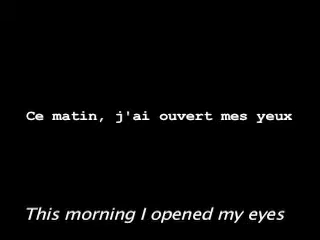 Ce matin, j'ai ouvert mes yeux
This morning I opened my eyes